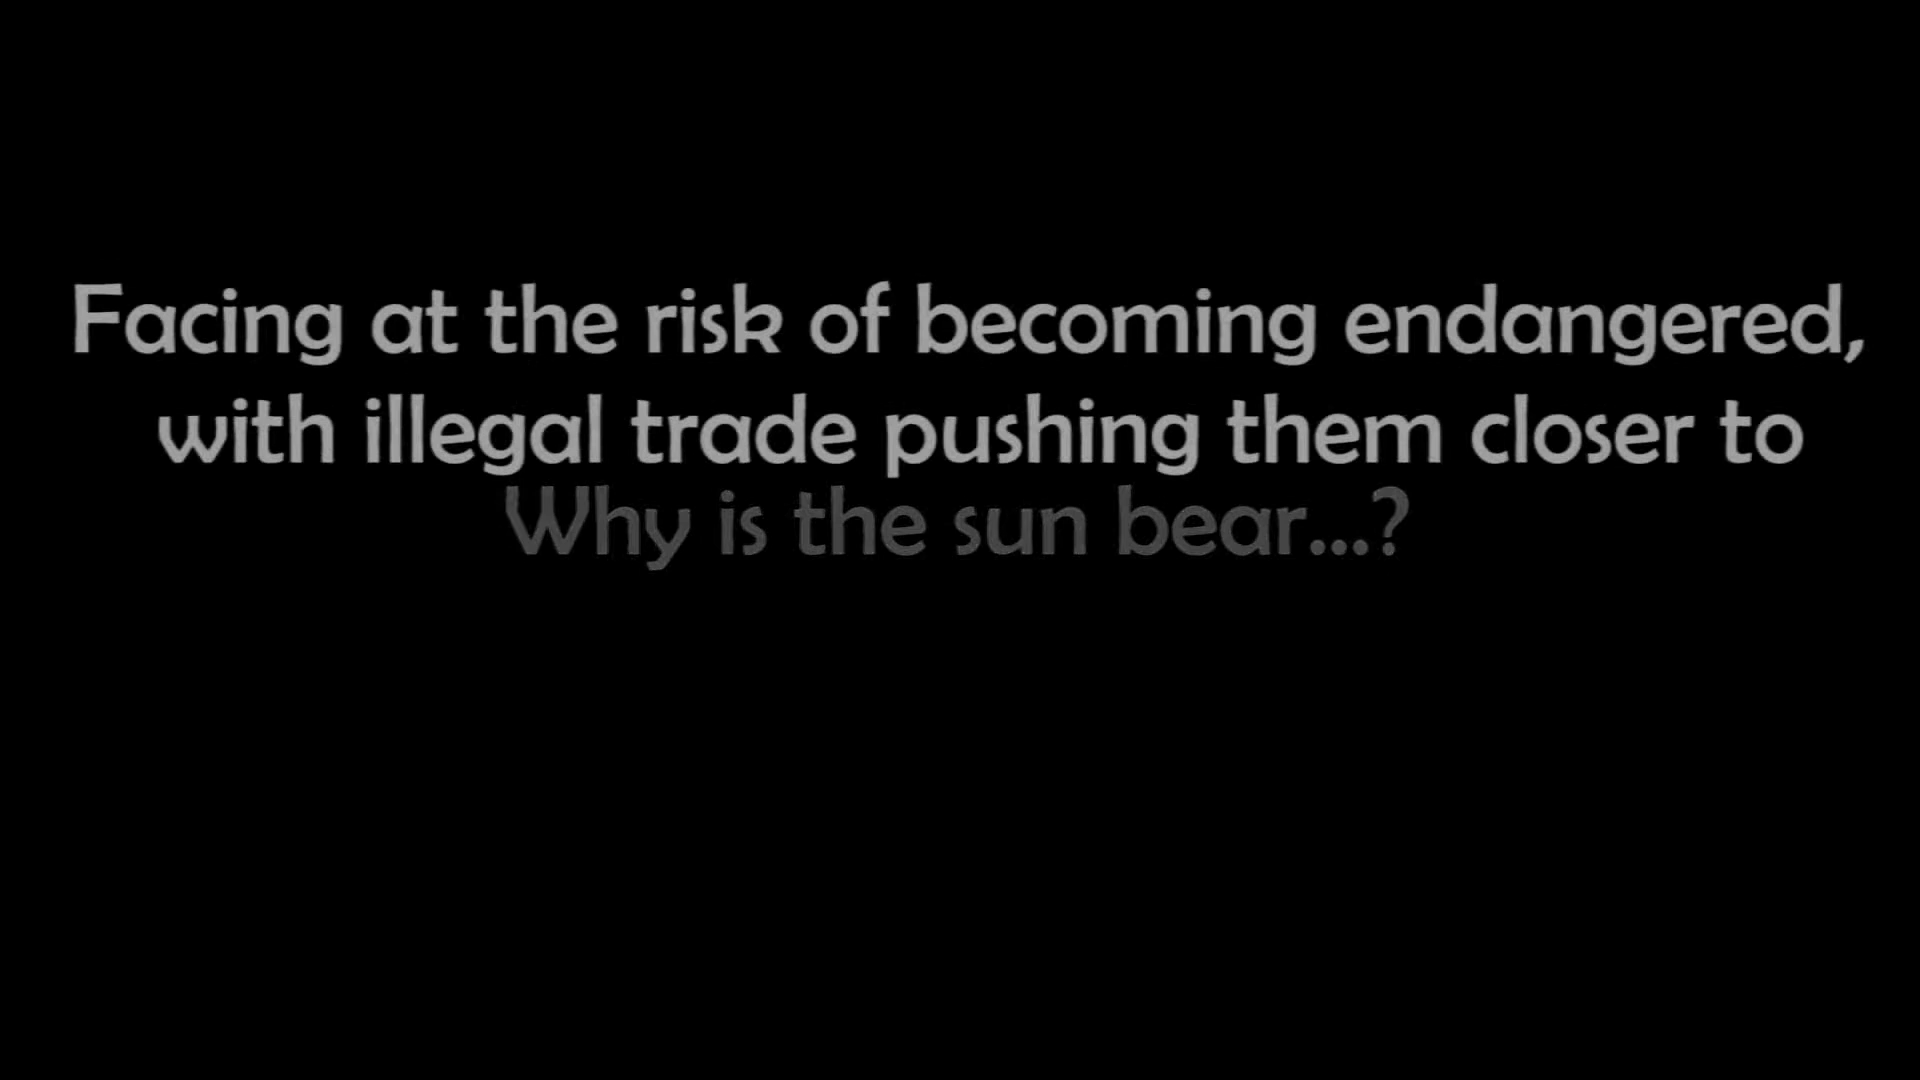 Facing at the risk of becoming endangered,
with illegal trade pushing them closer to
Why is the sun bear...?